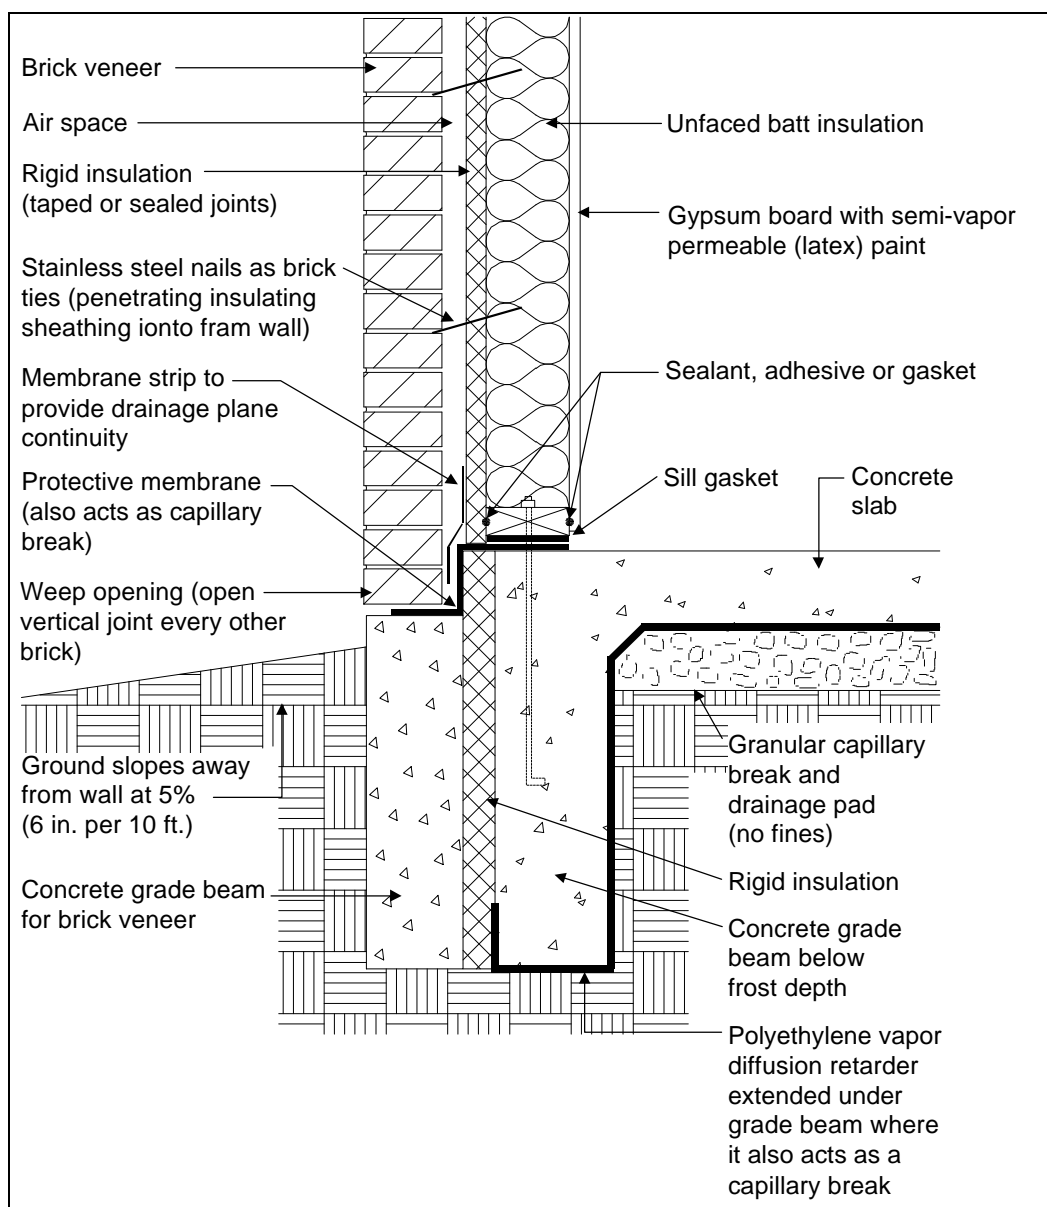 Brick veneer
Air space
Rigid insulation
(taped or sealed joints)
Stainless steel nails as brick
ties (penetrating insulating
sheathing ionto fram wall)
Membrane strip to
provide drainage plane
continuity
Protective membrane
(also acts as capillary
break)
Weep opening (open
vertical joint every other
brick)
Ground slopes away
from wall at 5%
(6 in. per 10 ft.)
Concrete grade beam
for brick veneer
Unfaced batt insulation
Gypsum board with semi-vapor
permeable (latex) paint
Sealant, adhesive or gasket
Sill gasket
Concrete
slab
Granular capillary
break and
drainage pad
(no fines)
Rigid insulation
Concrete grade
beam below
frost depth
Polyethylene vapor
diffusion retarder
extended under
grade beam where
it also acts as a
capillary break